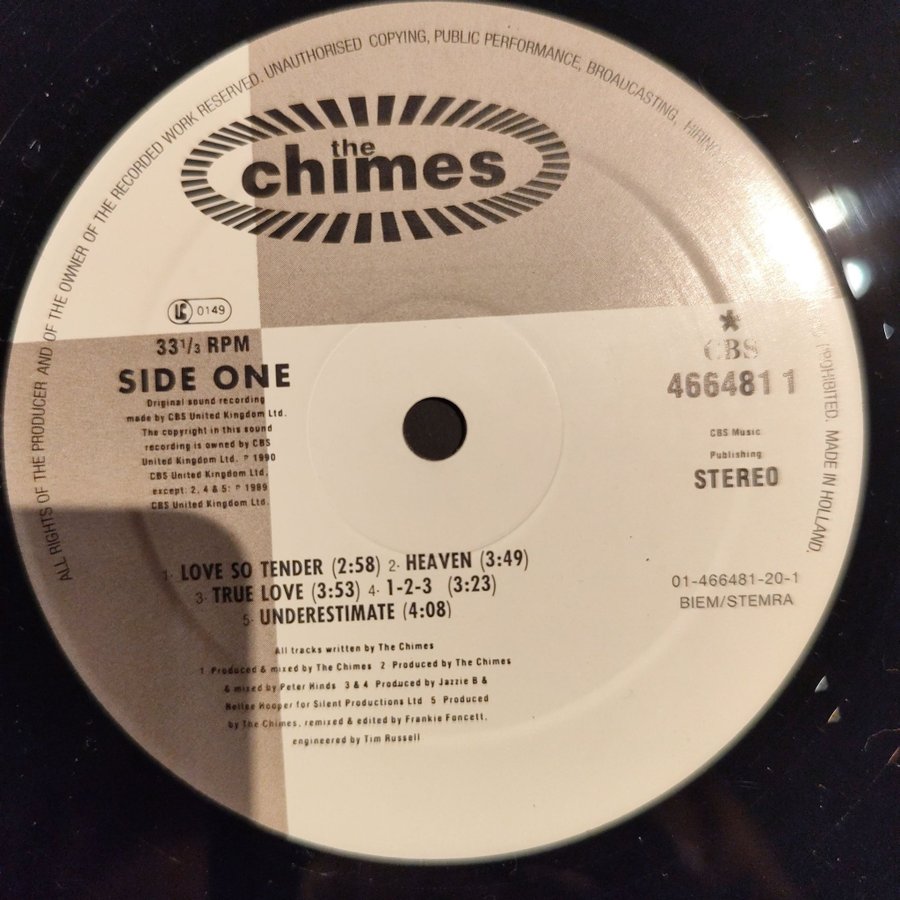 ALL RIGHTS OF THE PRODUCER AND OF THE OWNER OF THE RECORDED WORK RESERVED. UNAUTHORISED COPYING, PUBLIC PERFORMANCE, BROADCASTING, HIRING PROHIBITED. MADE IN HOLLAND.
the
chimes
LC 0149
33 1/3 RPM
SIDE ONE
Original sound recording
made by CBS United Kingdom Ltd.
The copyright in this sound
recording is owned by CBS
United Kingdom Ltd. ℗ 1990
CBS United Kingdom Ltd.
except: 2, 4 & 5: ℗ 1989
CBS United Kingdom Ltd.
CBS
466481 1
CBS Music
Publishing
STEREO
01-466481-20-1
BIEM/STEMRA
1· LOVE SO TENDER (2:58) 2· HEAVEN (3:49)
3· TRUE LOVE (3:53) 4· 1-2-3 (3:23)
5· UNDERESTIMATE (4:08)
All tracks written by The Chimes
1 Produced & mixed by The Chimes 2 Produced by The Chimes
& mixed by Peter Hinds 3 & 4 Produced by Jazzie B &
Nellee Hooper for Silent Productions Ltd 5 Produced
by The Chimes, remixed & edited by Frankie Foncett,
engineered by Tim Russell